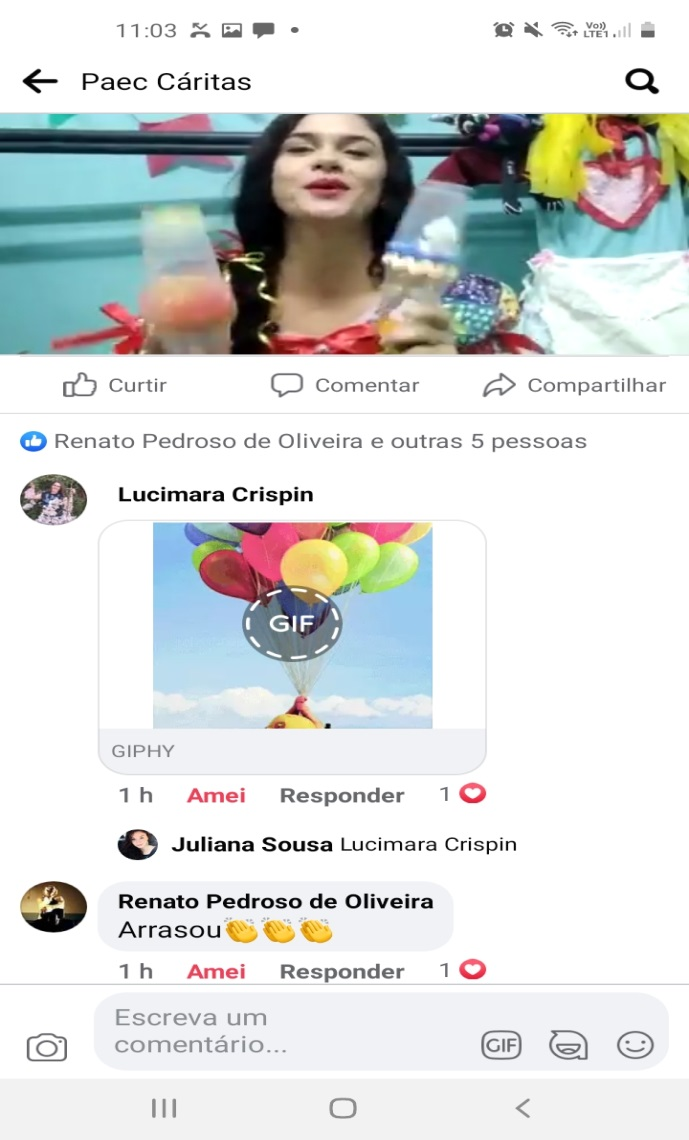 11:03
Vo)) LTE1
Paec Cáritas
Curtir Comentar Compartilhar
Renato Pedroso de Oliveira e outras 5 pessoas
Lucimara Crispin
GIF
GIPHY
1 h Amei Responder 1
Juliana Sousa Lucimara Crispin
Renato Pedroso de Oliveira
Arrasou👏👏👏
1 h Amei Responder 1
Escreva um
comentário...
GIF